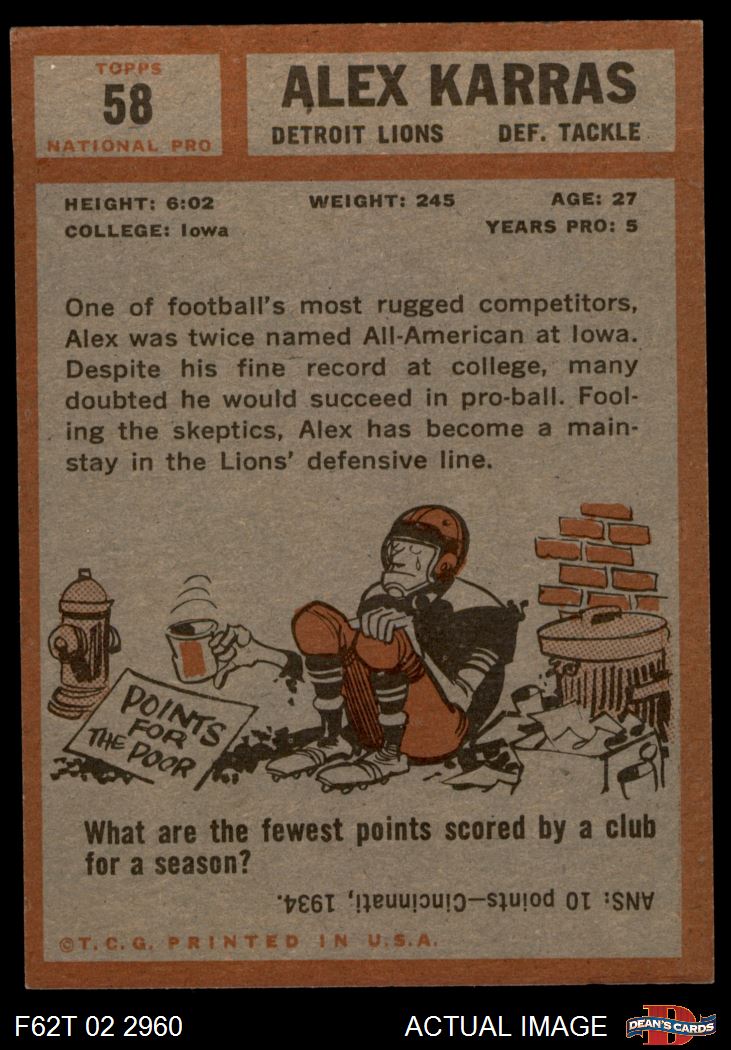 TOPPS
58
NATIONAL PRO
ALEX KARRAS
DETROIT LIONS DEF. TACKLE
HEIGHT: 6:02 WEIGHT: 245 AGE: 27
COLLEGE: Iowa YEARS PRO: 5
One of football's most rugged competitors,
Alex was twice named All-American at Iowa.
Despite his fine record at college, many
doubted he would succeed in pro-ball. Fool-
ing the skeptics, Alex has become a main-
stay in the Lions' defensive line.
POINTS
FOR
THE POOR
What are the fewest points scored by a club
for a season?
ANS: 10 points—Cincinnati, 1934.
©T.C.G. PRINTED IN U.S.A.
F62T 02 2960 ACTUAL IMAGE D DEAN'S CARDS